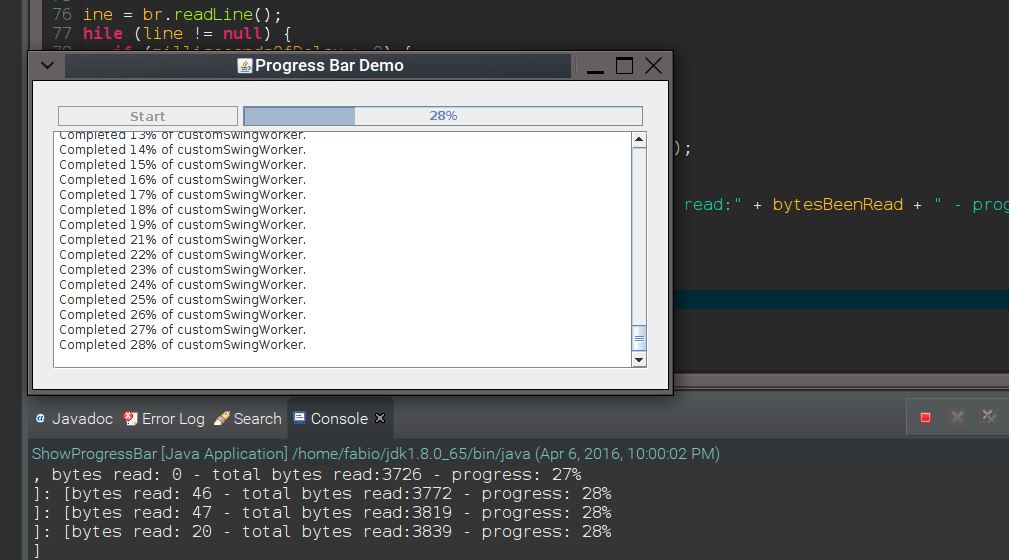 76 ine = br.readLine();
77 hile (line != null) {
Progress Bar Demo
Start
28%
Completed 13% of customSwingWorker.
Completed 14% of customSwingWorker.
Completed 15% of customSwingWorker.
Completed 16% of customSwingWorker.
Completed 17% of customSwingWorker.
Completed 18% of customSwingWorker.
Completed 19% of customSwingWorker.
Completed 21% of customSwingWorker.
Completed 22% of customSwingWorker.
Completed 23% of customSwingWorker.
Completed 24% of customSwingWorker.
Completed 25% of customSwingWorker.
Completed 26% of customSwingWorker.
Completed 27% of customSwingWorker.
Completed 28% of customSwingWorker.
);
read:" + bytesBeenRead + " - prog
Javadoc Error Log Search Console
ShowProgressBar [Java Application] /home/fabio/jdk1.8.0_65/bin/java (Apr 6, 2016, 10:00:02 PM)
, bytes read: 0 - total bytes read:3726 - progress: 27%
]: [bytes read: 46 - total bytes read:3772 - progress: 28%
]: [bytes read: 47 - total bytes read:3819 - progress: 28%
]: [bytes read: 20 - total bytes read:3839 - progress: 28%
]